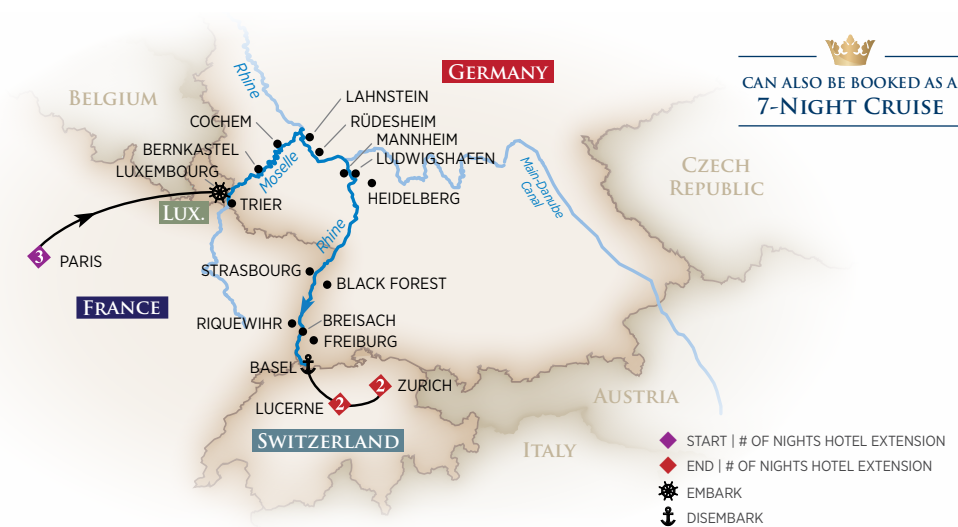 CAN ALSO BE BOOKED AS A
7-NIGHT CRUISE
GERMANY
BELGIUM
Rhine
LAHNSTEIN
COCHEM
RÜDESHEIM
MANNHEIM
BERNKASTEL
LUDWIGSHAFEN
Moselle
LUXEMBOURG
HEIDELBERG
Main-Danube
Canal
CZECH
REPUBLIC
TRIER
LUX.
Rhine
3
PARIS
STRASBOURG
BLACK FOREST
FRANCE
RIQUEWIHR
BREISACH
FREIBURG
BASEL
2
ZURICH
LUCERNE
2
AUSTRIA
SWITZERLAND
ITALY
START | # OF NIGHTS HOTEL EXTENSION
END | # OF NIGHTS HOTEL EXTENSION
EMBARK
DISEMBARK